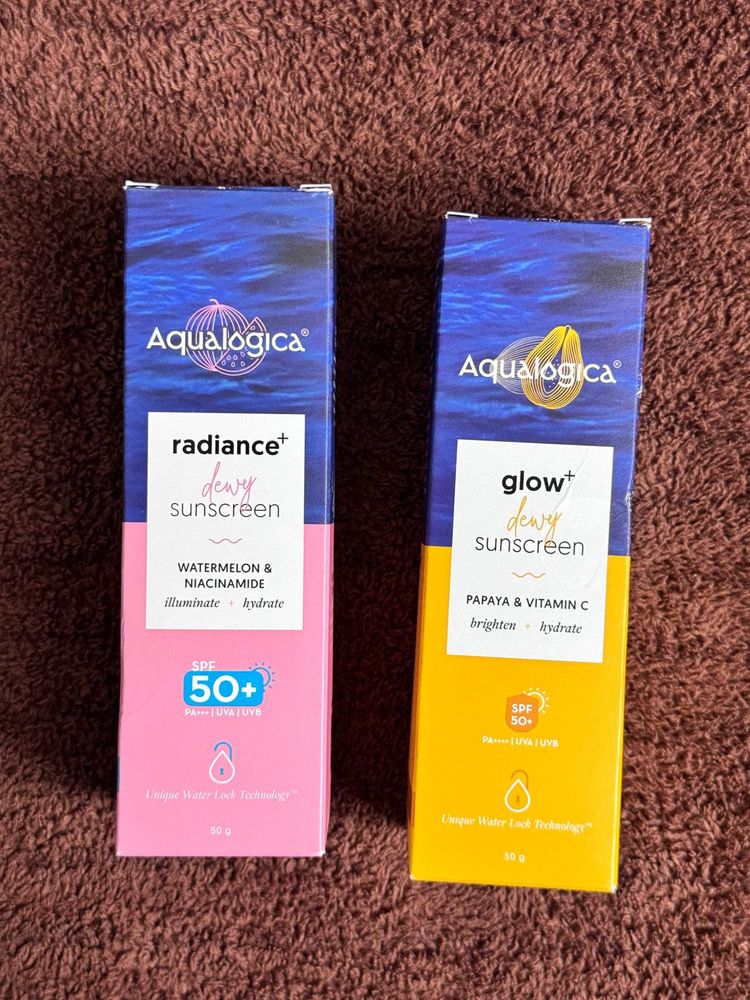 Aqualogica®
radiance+
dewy
sunscreen
WATERMELON &
NIACINAMIDE
illuminate + hydrate
SPF
50+
PA+++ | UVA | UVB
Unique Water Lock Technology™
50 g
Aqualogica®
glow+
dewy
sunscreen
PAPAYA & VITAMIN C
brighten + hydrate
SPF
50+
PA++++ | UVA | UVB
Unique Water Lock Technology™
50 g